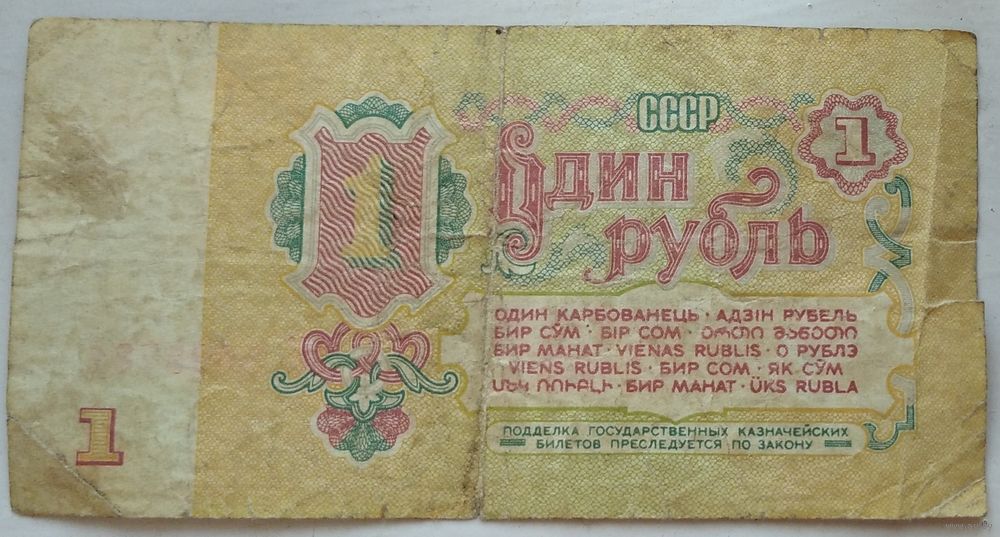 СССР
1
1
Один
рубль
ОДИН КАРБОВАНЕЦЬ · АДЗІН РУБЕЛЬ
БИР СЎМ · БІР СОМ · ᲔᲠᲗᲘ ᲛᲐᲜᲔᲗᲘ
БИР МАНАТ · VIENAS RUBLIS · О РУБЛЭ
VIENS RUBLIS · БИР СОМ · ЯК СЎМ
ՄԵԿ ՌՈՒԲԼԻ · БИР МАНАТ · ÜKS RUBLA
1
ПОДДЕЛКА ГОСУДАРСТВЕННЫХ КАЗНАЧЕЙСКИХ
БИЛЕТОВ ПРЕСЛЕДУЕТСЯ ПО ЗАКОНУ